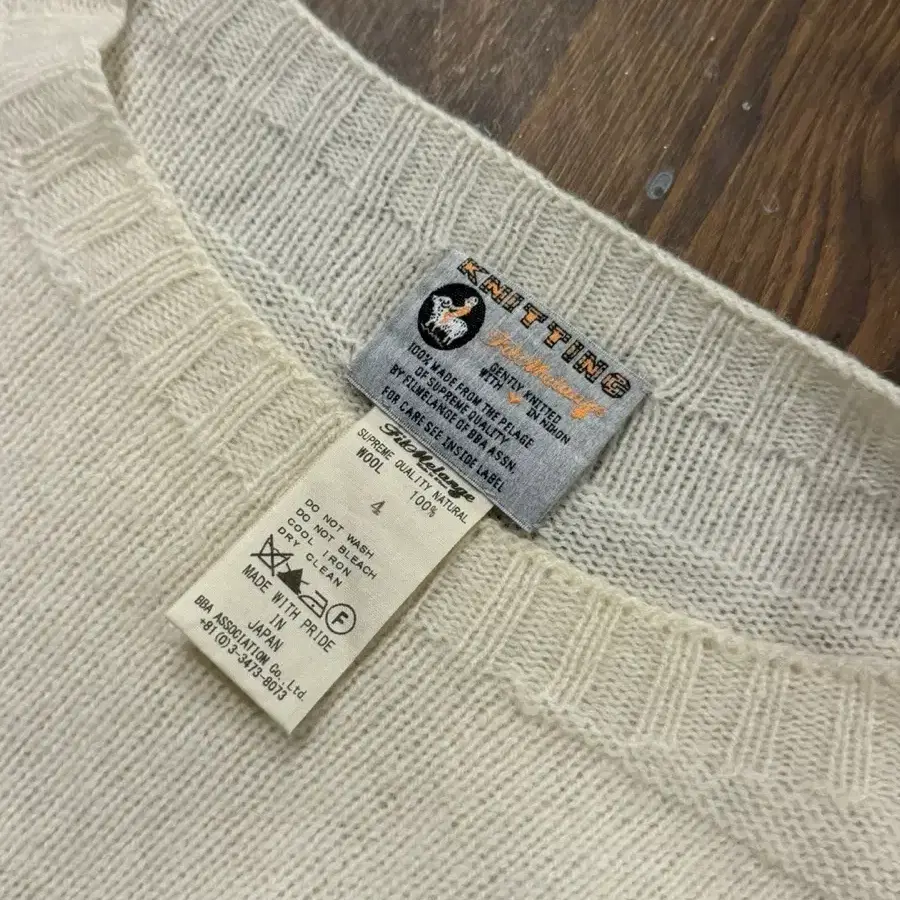 KNITTING
FilMelange
GENTLY KNITTED
WITH IN NIHON
100% MADE FROM THE PELAGE
OF SUPREME QUALITY
BY FILMELANGE OF BBA ASSN.
FOR CARE SEE INSIDE LABEL
FilMelange
SUPREME QUALITY NATURAL
WOOL 100%
4
DO NOT WASH
DO NOT BLEACH
COOL IRON
DRY CLEAN
F
MADE WITH PRIDE
IN
JAPAN
BBA ASSOCIATION Co.,Ltd.
+81(0)3-3473-8073